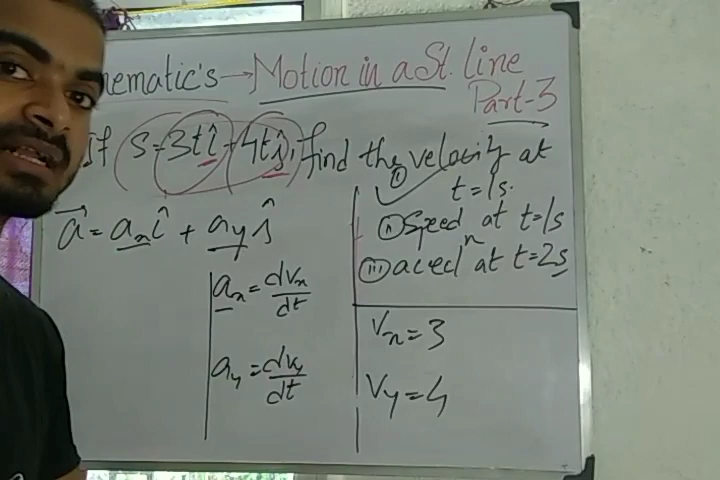 nematic's → Motion in a St. line
Part-3
If S=3tî+4tĵ, find the velocity at
(i) t=1s.
(ii) Speed at t=1s
(iii) accelⁿ at t=2s
a⃗ = aₓî + a_yĵ
aₓ = dvₓ/dt
a_y = dv_y/dt
Vₓ=3
V_y=4